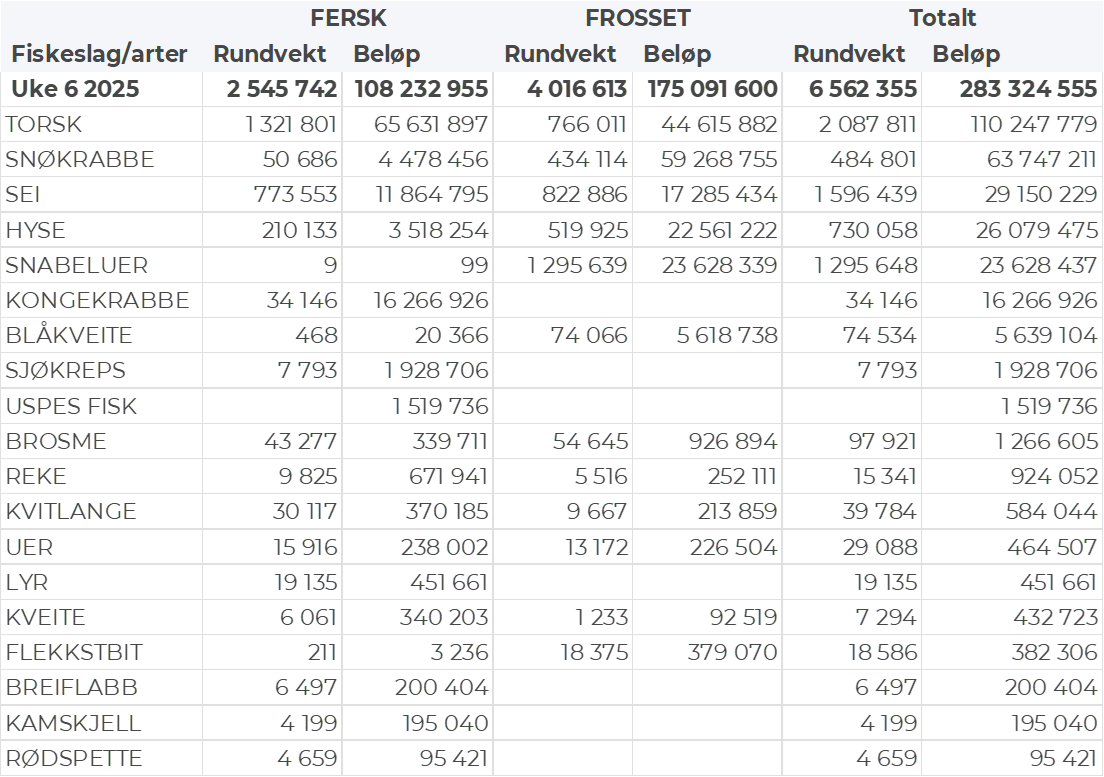 FERSK FROSSET Totalt
Fiskeslag/arter Rundvekt Beløp Rundvekt Beløp Rundvekt Beløp
Uke 6 2025 2 545 742 108 232 955 4 016 613 175 091 600 6 562 355 283 324 555
TORSK 1 321 801 65 631 897 766 011 44 615 882 2 087 811 110 247 779
SNØKRABBE 50 686 4 478 456 434 114 59 268 755 484 801 63 747 211
SEI 773 553 11 864 795 822 886 17 285 434 1 596 439 29 150 229
HYSE 210 133 3 518 254 519 925 22 561 222 730 058 26 079 475
SNABELUER 9 99 1 295 639 23 628 339 1 295 648 23 628 437
KONGEKRABBE 34 146 16 266 926 34 146 16 266 926
BLÅKVEITE 468 20 366 74 066 5 618 738 74 534 5 639 104
SJØKREPS 7 793 1 928 706 7 793 1 928 706
USPES FISK 1 519 736 1 519 736
BROSME 43 277 339 711 54 645 926 894 97 921 1 266 605
REKE 9 825 671 941 5 516 252 111 15 341 924 052
KVITLANGE 30 117 370 185 9 667 213 859 39 784 584 044
UER 15 916 238 002 13 172 226 504 29 088 464 507
LYR 19 135 451 661 19 135 451 661
KVEITE 6 061 340 203 1 233 92 519 7 294 432 723
FLEKKSTBIT 211 3 236 18 375 379 070 18 586 382 306
BREIFLABB 6 497 200 404 6 497 200 404
KAMSKJELL 4 199 195 040 4 199 195 040
RØDSPETTE 4 659 95 421 4 659 95 421